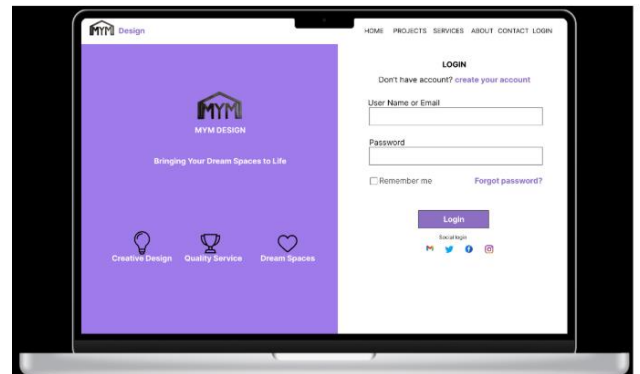 MYM Design
HOME PROJECTS SERVICES ABOUT CONTACT LOGIN
MYM
MYM DESIGN
Bringing Your Dream Spaces to Life
Creative Design Quality Service Dream Spaces
LOGIN
Don't have account? create your account
User Name or Email
Password
Remember me Forgot password?
Login
Social login